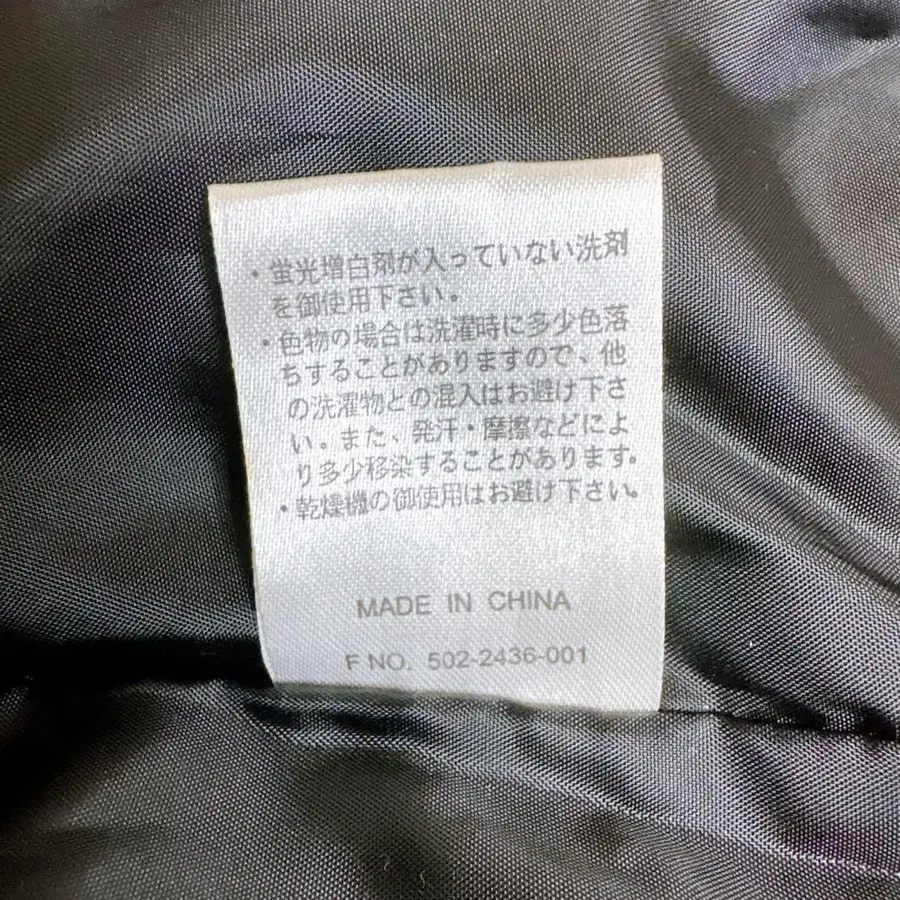 ・蛍光増白剤が入っていない洗剤
を御使用下さい。
・色物の場合は洗濯時に多少色落
ちすることがありますので、他
の洗濯物との混入はお避け下さ
い。また、発汗・摩擦などによ
り多少移染することがあります。
・乾燥機の御使用はお避け下さい。
MADE IN CHINA
F NO. 502-2436-001